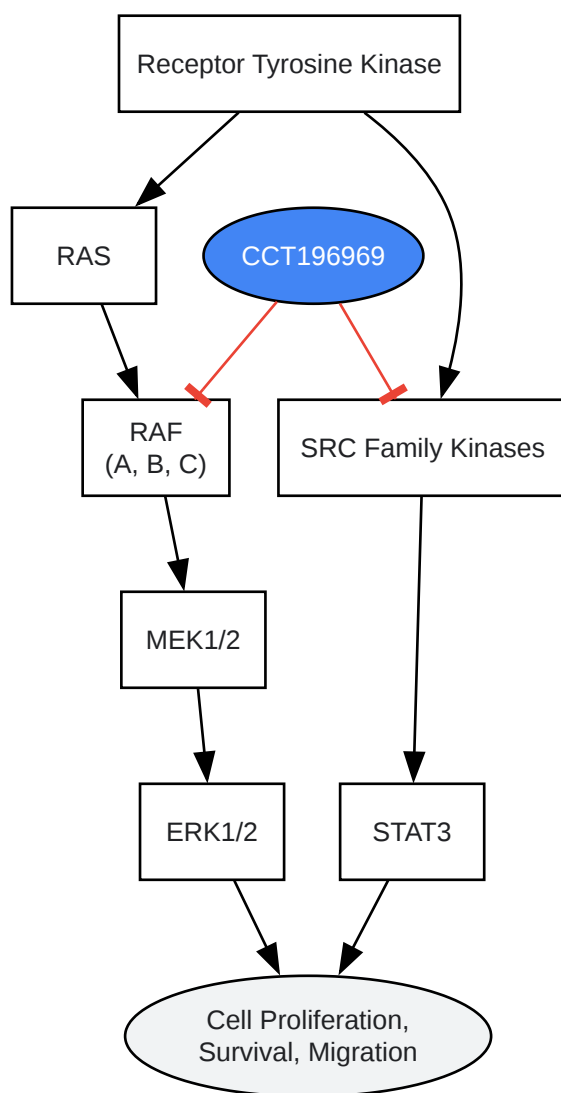 Receptor Tyrosine Kinase
RAS
CCT196969
RAF
(A, B, C)
SRC Family Kinases
MEK1/2
ERK1/2
STAT3
Cell Proliferation,
Survival, Migration